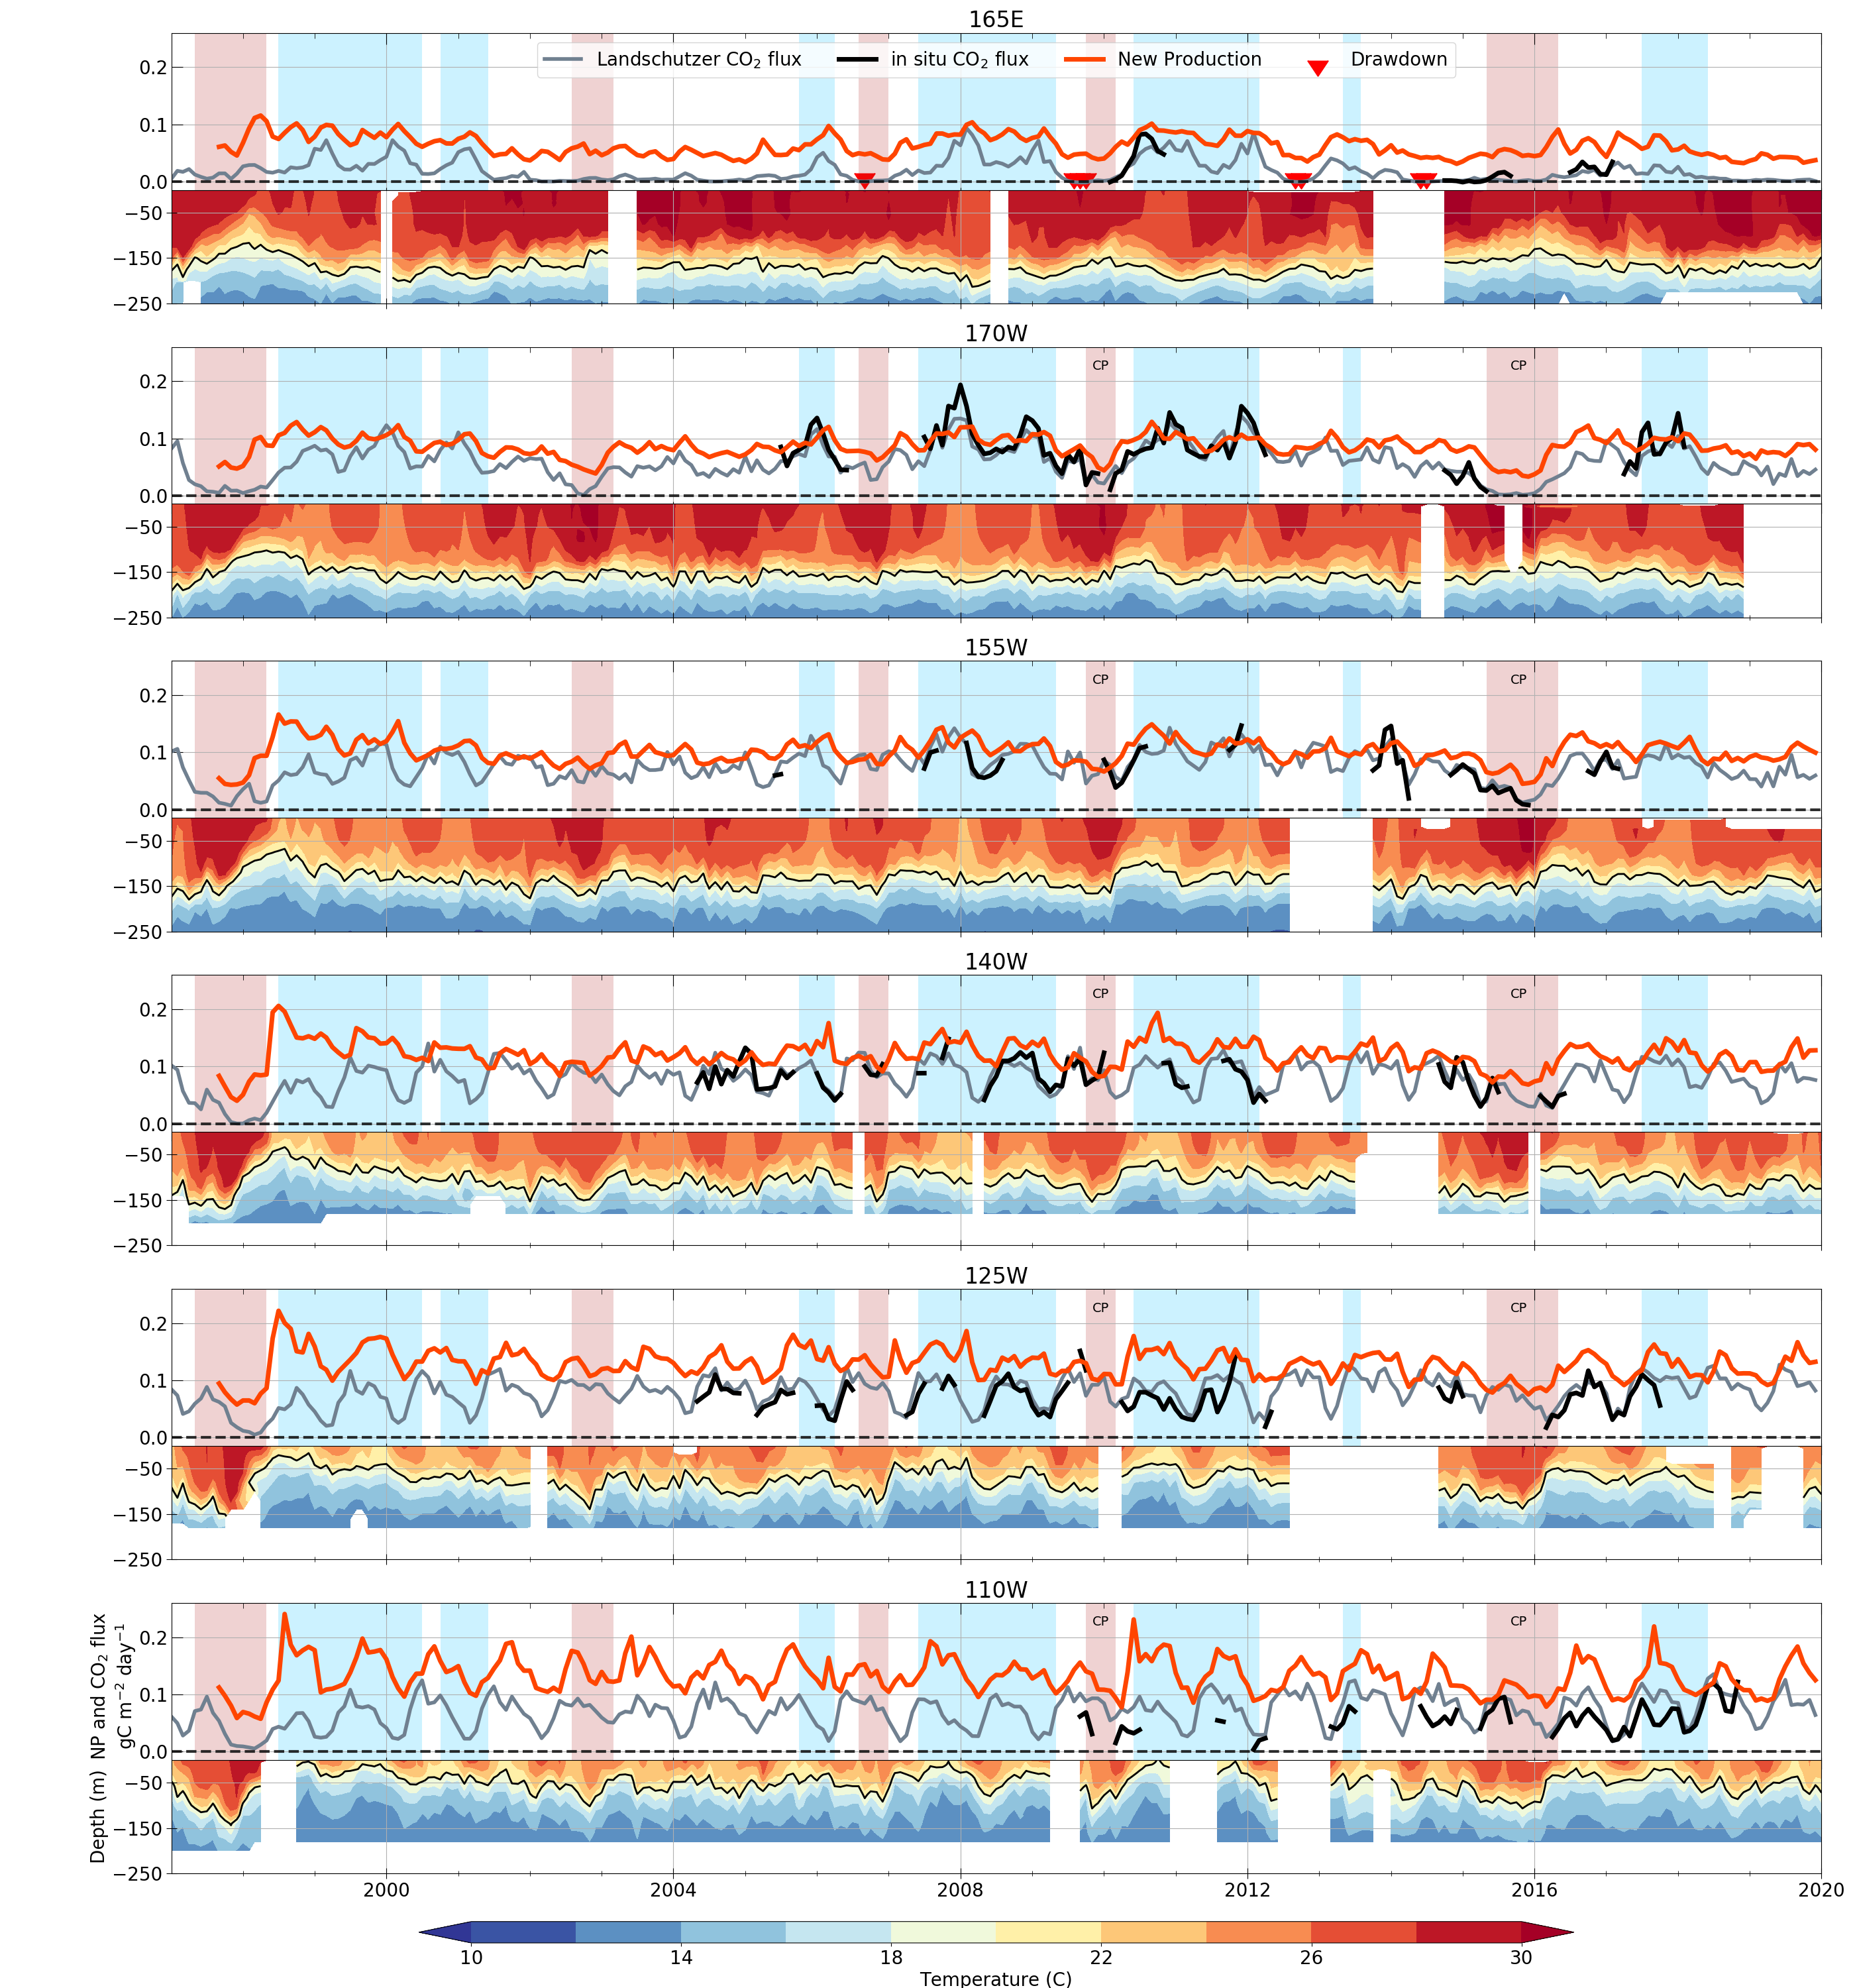 165E
Landschutzer CO₂ flux in situ CO₂ flux New Production Drawdown
0.2
0.1
0.0
−50
−150
−250
170W
CP CP
0.2
0.1
0.0
−50
−150
−250
155W
CP CP
0.2
0.1
0.0
−50
−150
−250
140W
CP CP
0.2
0.1
0.0
−50
−150
−250
125W
CP CP
0.2
0.1
0.0
−50
−150
−250
110W
CP CP
NP and CO₂ flux
gC m⁻² day⁻¹
Depth (m)
0.2
0.1
0.0
−50
−150
−250
2000 2004 2008 2012 2016 2020
10 14 18 22 26 30
Temperature (C)